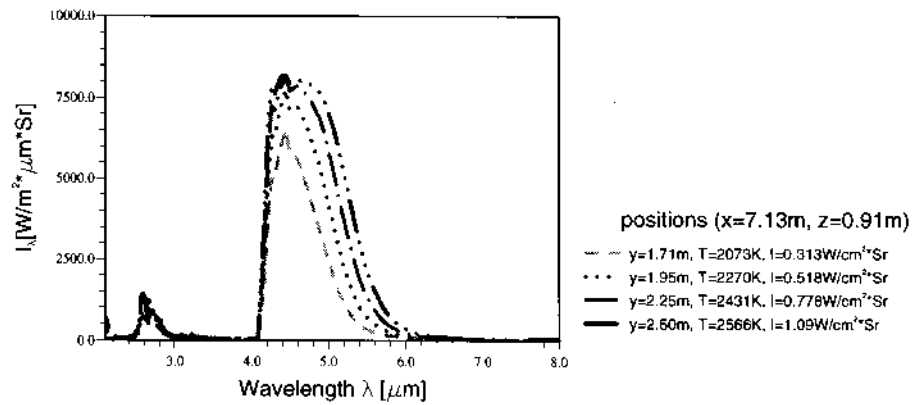 10000.0
7500.0
5000.0
2500.0
0.0
I_λ[W/m²*μm*Sr]
3.0 4.0 5.0 6.0 7.0 8.0
Wavelength λ [μm]
positions (x=7.13m, z=0.91m)
y=1.71m, T=2073K, I=0.313W/cm²*Sr
y=1.95m, T=2270K, I=0.518W/cm²*Sr
y=2.25m, T=2431K, I=0.778W/cm²*Sr
y=2.60m, T=2566K, I=1.09W/cm²*Sr